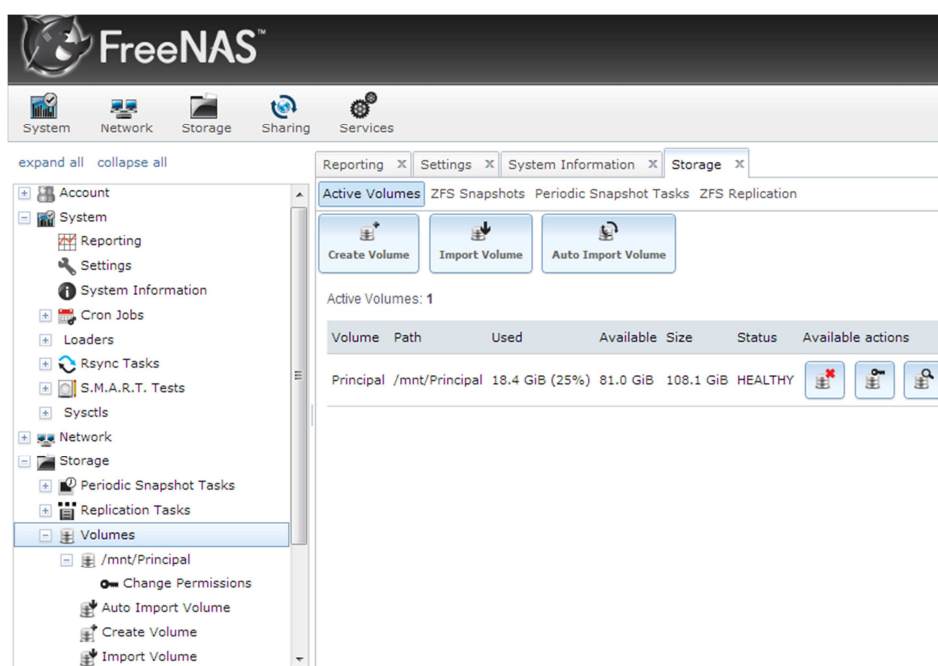 FreeNAS™
System Network Storage Sharing Services
expand all collapse all
Account
System
Reporting
Settings
System Information
Cron Jobs
Loaders
Rsync Tasks
S.M.A.R.T. Tests
Sysctls
Network
Storage
Periodic Snapshot Tasks
Replication Tasks
Volumes
/mnt/Principal
Change Permissions
Auto Import Volume
Create Volume
Import Volume
Reporting X Settings X System Information X Storage X
Active Volumes ZFS Snapshots Periodic Snapshot Tasks ZFS Replication
Create Volume Import Volume Auto Import Volume
Active Volumes: 1
Volume Path Used Available Size Status Available actions
Principal /mnt/Principal 18.4 GiB (25%) 81.0 GiB 108.1 GiB HEALTHY